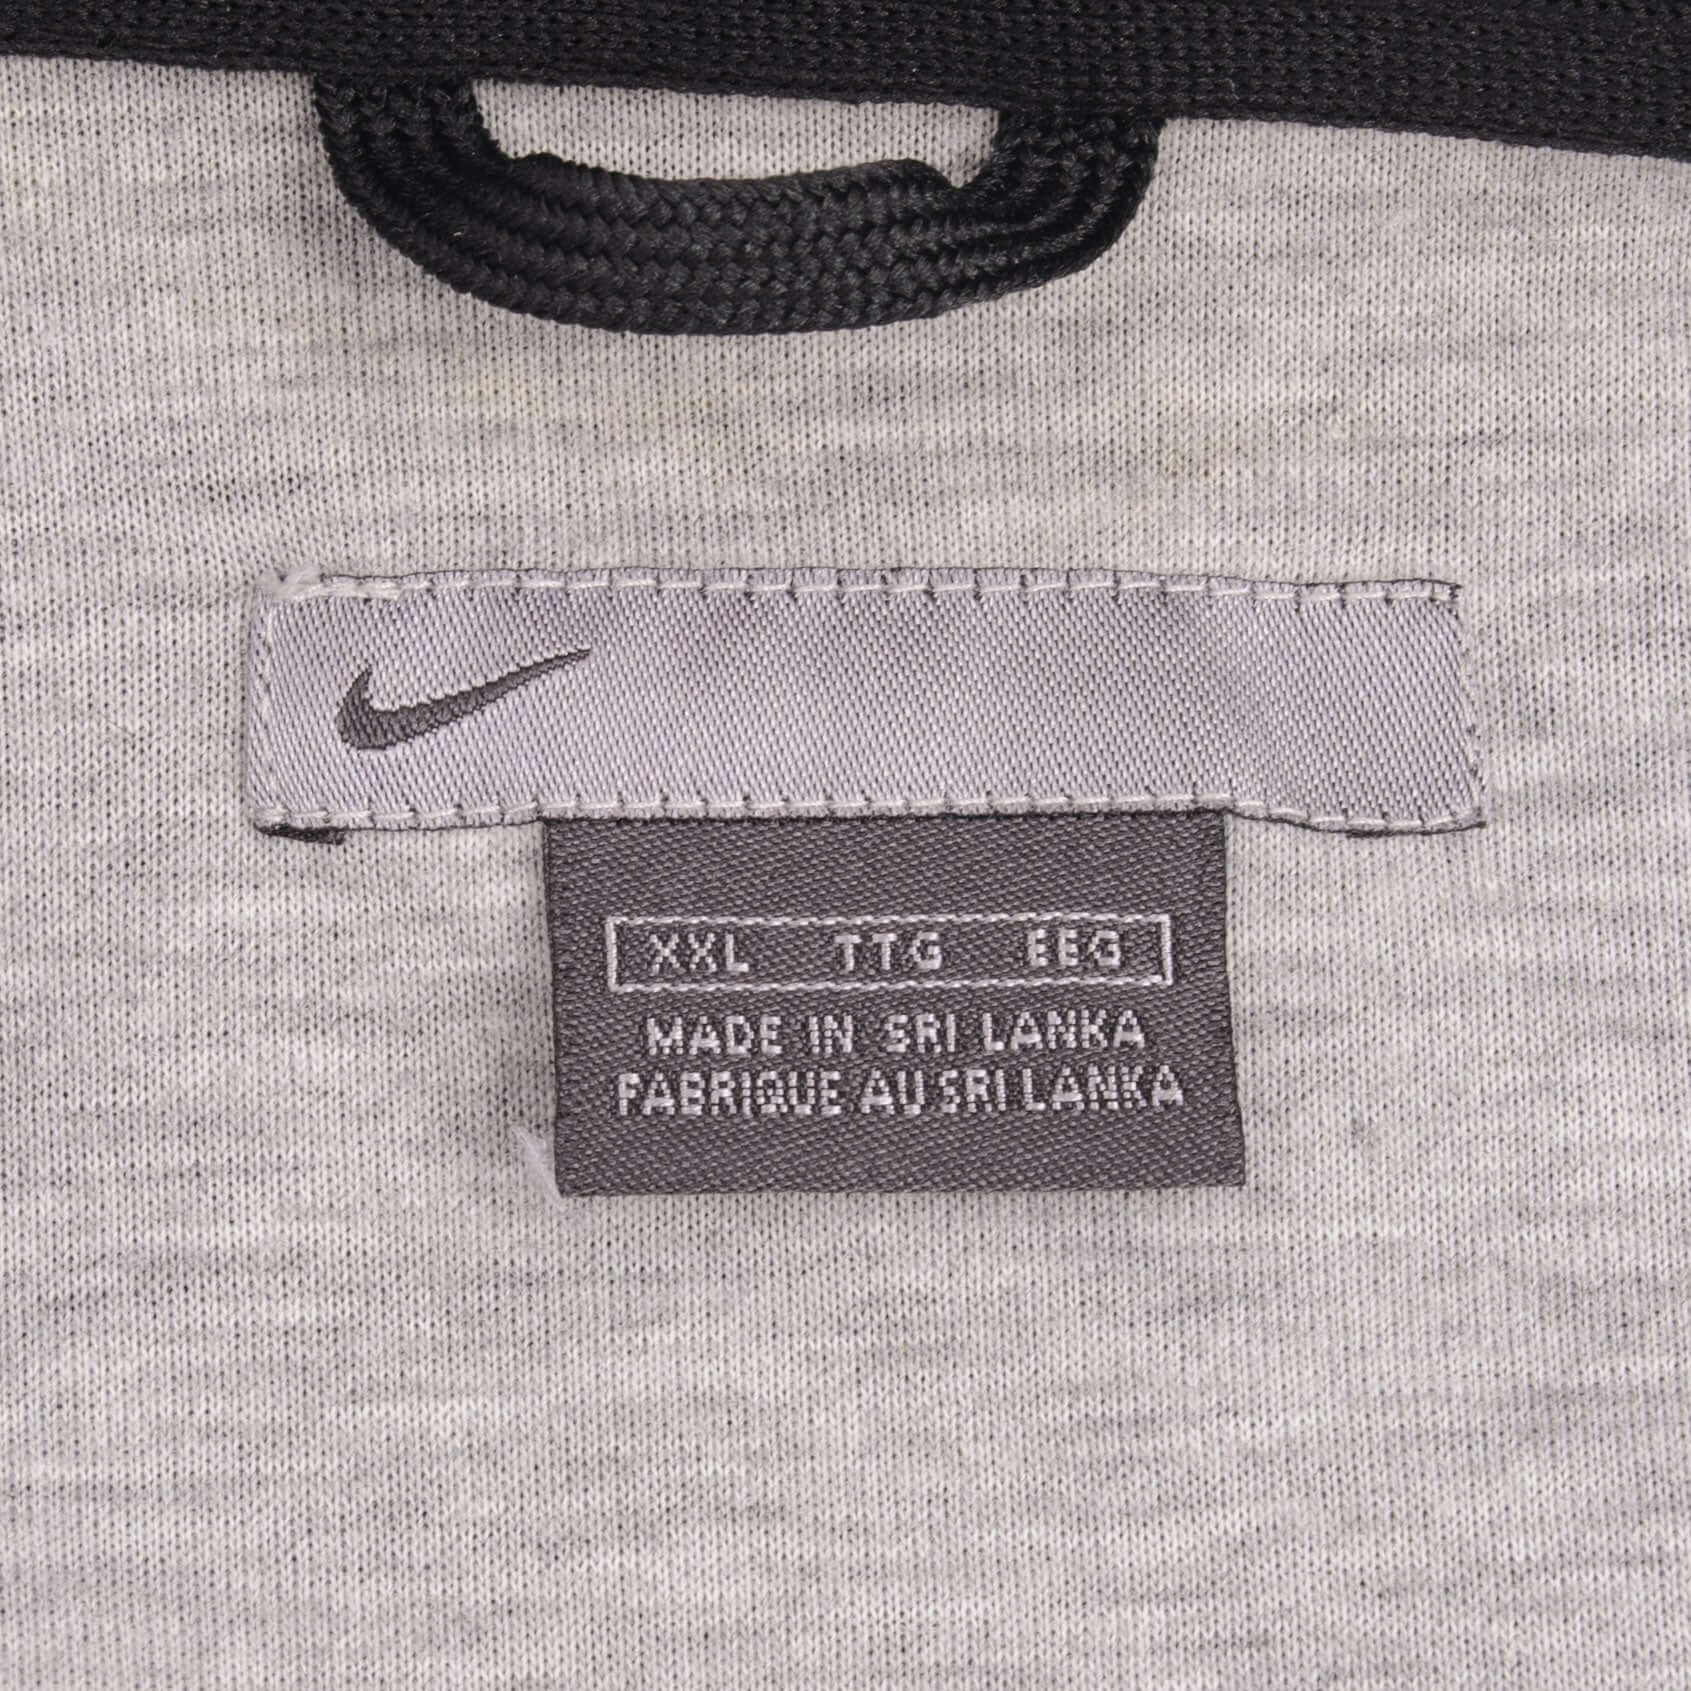 XXL TTG EEG
MADE IN SRI LANKA
FABRIQUE AU SRI LANKA